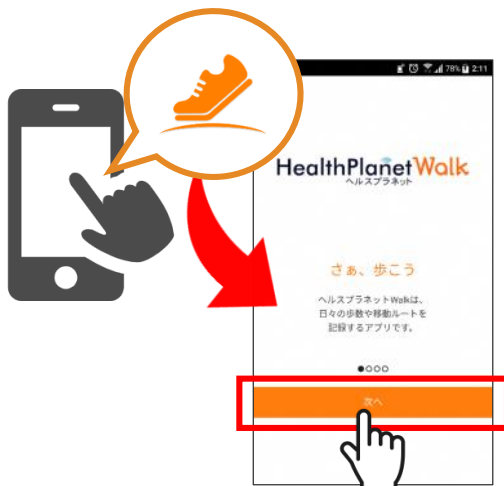 78% 2:11
HealthPlanetWalk
ヘルスプラネット
さぁ、歩こう
ヘルスプラネットWalkは、
日々の歩数や移動ルートを
記録するアプリです。
次へ